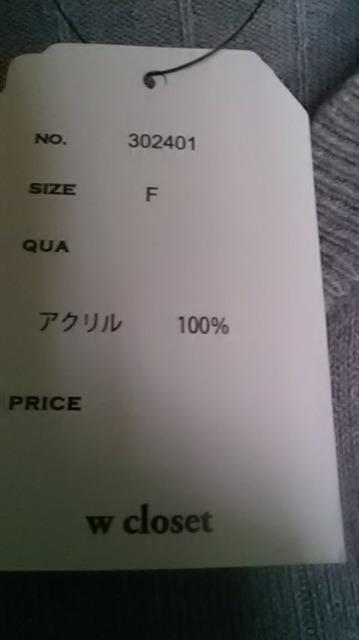 NO. 302401
SIZE F
QUA
アクリル 100%
PRICE
w closet